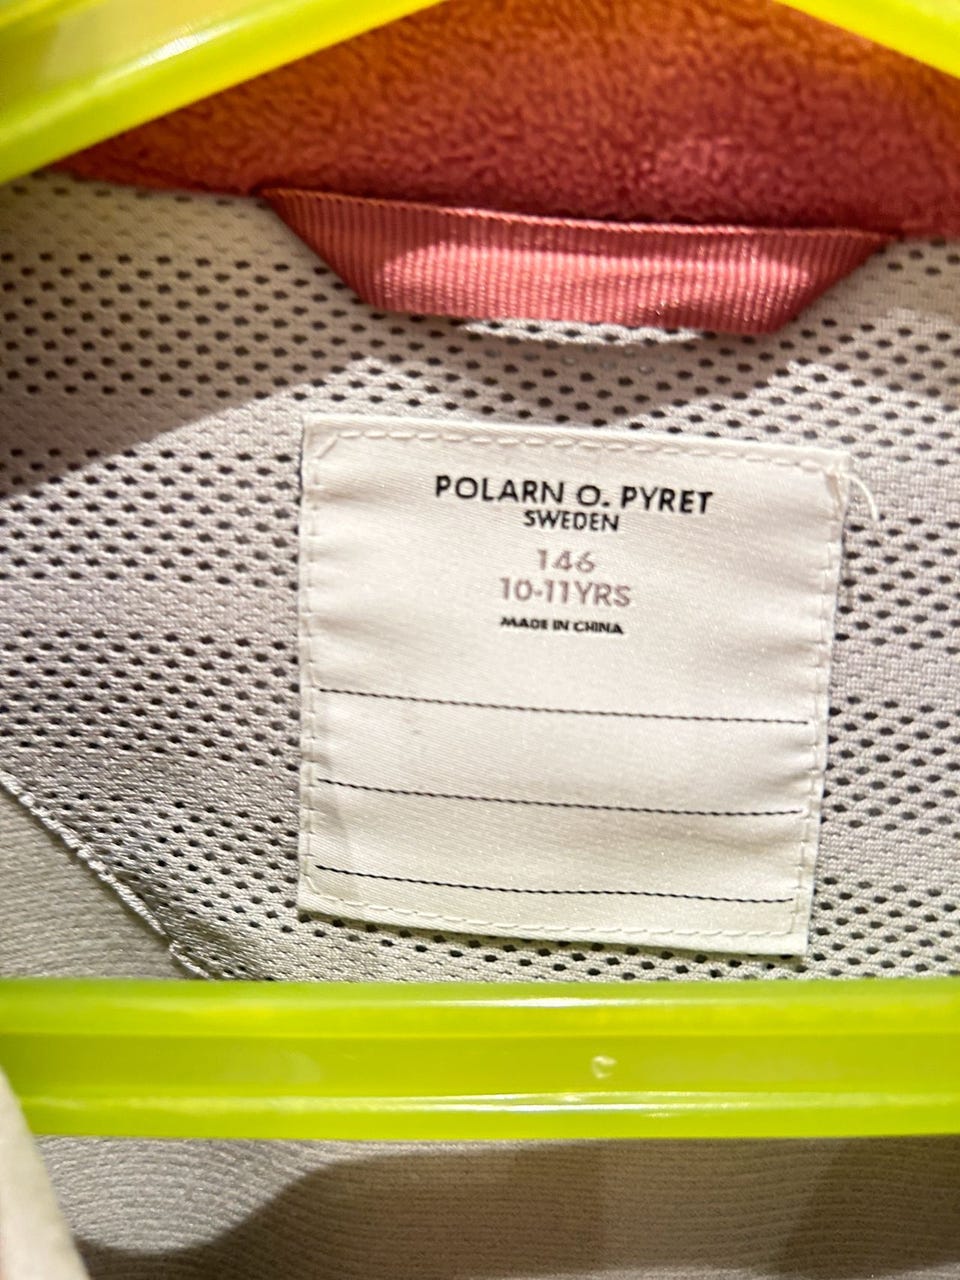 POLARN O. PYRET
SWEDEN
146
10-11YRS
MADE IN CHINA